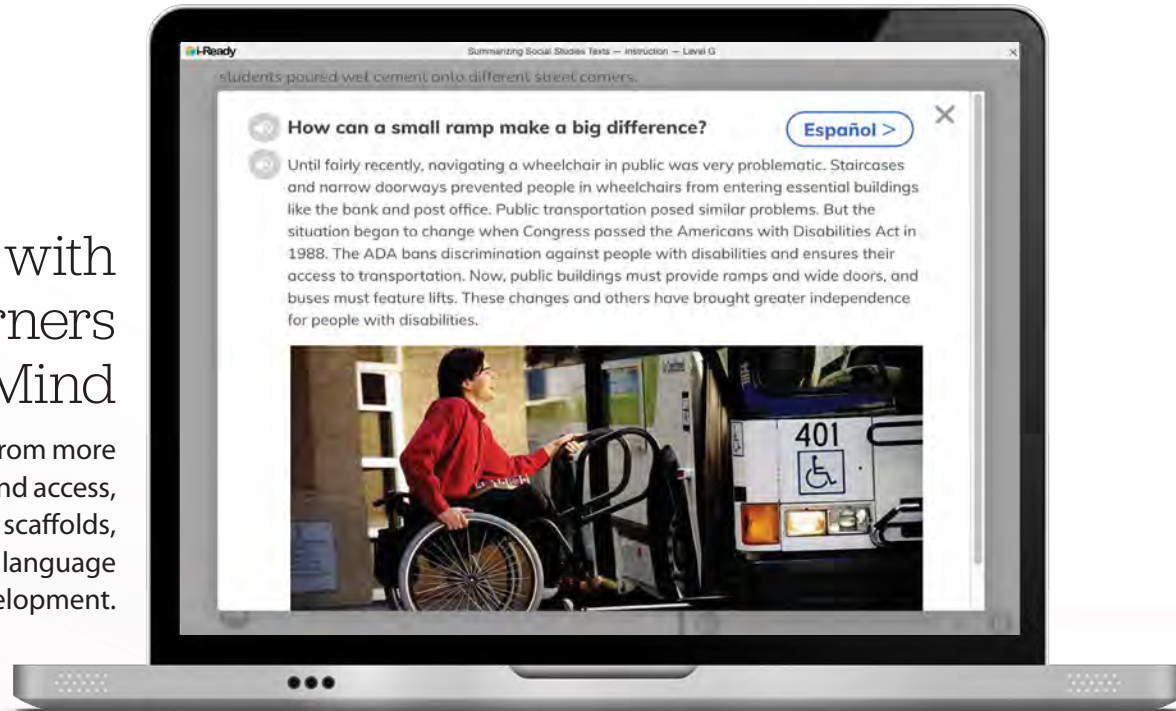 with
rners
Mind
rom more
nd access,
scaffolds,
language
elopment.
i-Ready
Summarizing Social Studies Texts — Instruction — Level G
students poured wet cement onto different street corners.
How can a small ramp make a big difference?
Español >
Until fairly recently, navigating a wheelchair in public was very problematic. Staircases
and narrow doorways prevented people in wheelchairs from entering essential buildings
like the bank and post office. Public transportation posed similar problems. But the
situation began to change when Congress passed the Americans with Disabilities Act in
1988. The ADA bans discrimination against people with disabilities and ensures their
access to transportation. Now, public buildings must provide ramps and wide doors, and
buses must feature lifts. These changes and others have brought greater independence
for people with disabilities.
401